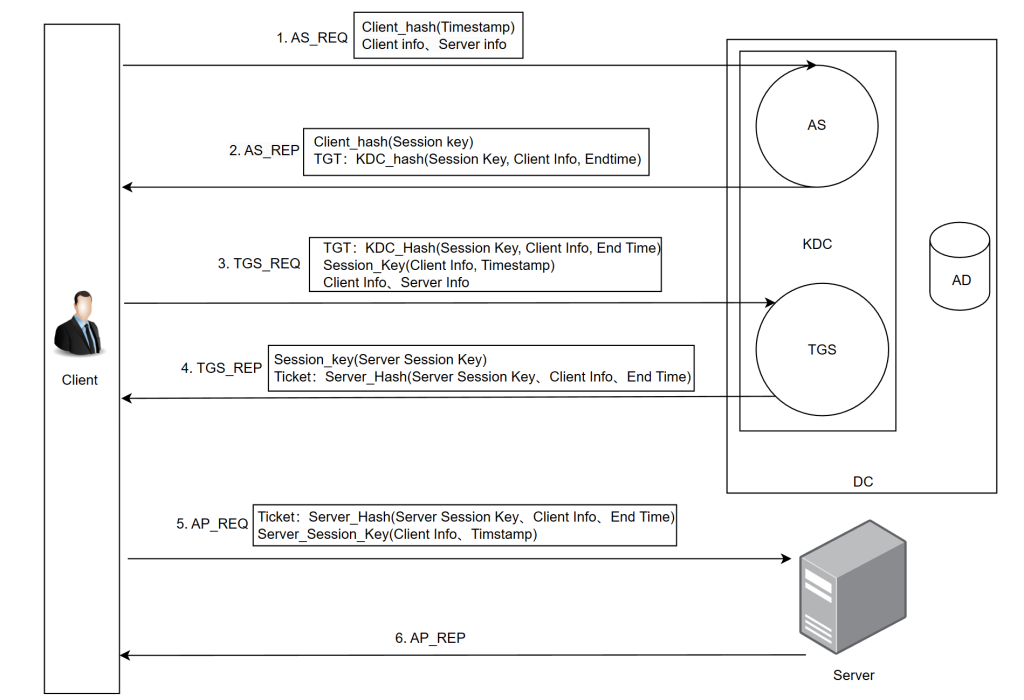 1. AS_REQ
Client_hash(Timestamp)
Client info、Server info
AS
2. AS_REP
Client_hash(Session key)
TGT：KDC_hash(Session Key, Client Info, Endtime)
KDC
AD
3. TGS_REQ
TGT：KDC_Hash(Session Key, Client Info, End Time)
Session_Key(Client Info, Timestamp)
Client Info、Server Info
TGS
Client
4. TGS_REP
Session_key(Server Session Key)
Ticket：Server_Hash(Server Session Key、Client Info、End Time)
DC
5. AP_REQ
Ticket：Server_Hash(Server Session Key、Client Info、End Time)
Server_Session_Key(Client Info、Timstamp)
6. AP_REP
Server